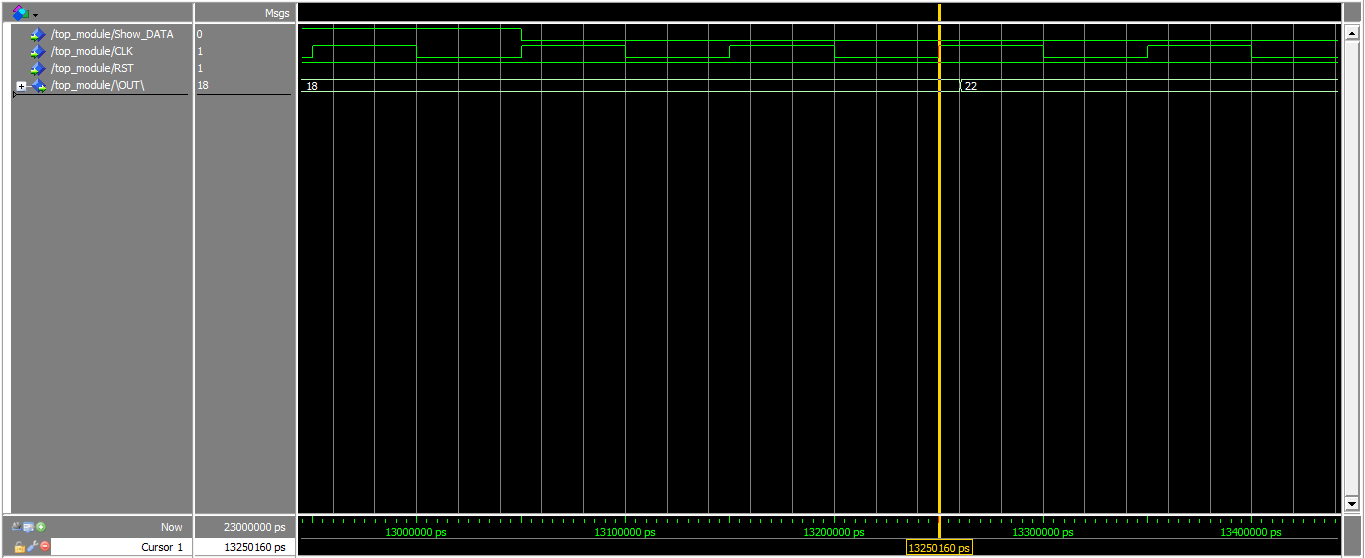 Msgs
/top_module/Show_DATA 0
/top_module/CLK 1
/top_module/RST 1
/top_module/\OUT\ 18 18 22
Now 23000000 ps 13000000 ps 13100000 ps 13200000 ps 13300000 ps 13400000 ps
Cursor 1 13250160 ps 13250160 ps